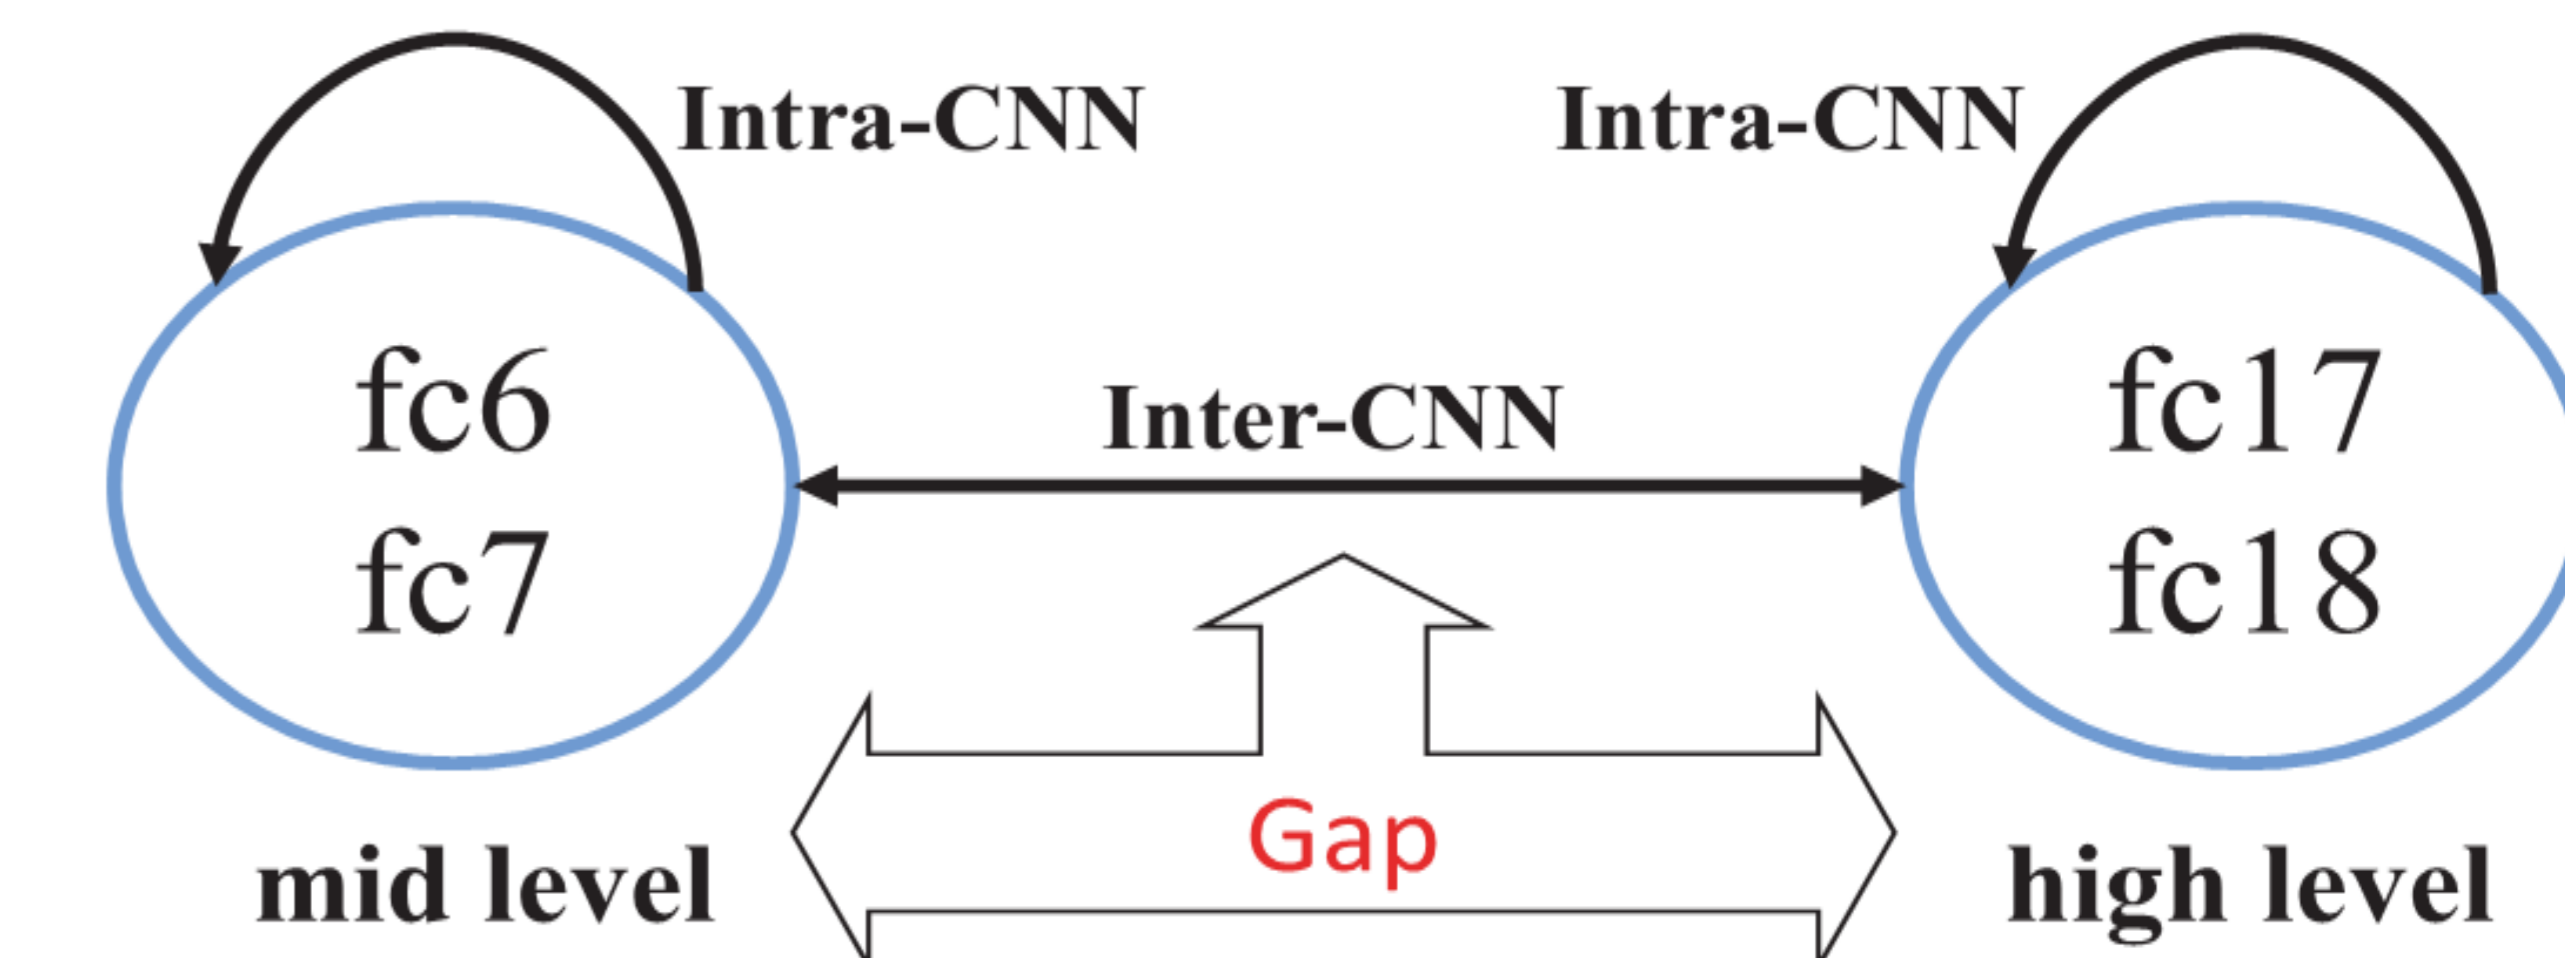 Intra-CNN
Intra-CNN
fc6
fc7
Inter-CNN
fc17
fc18
Gap
mid level
high level